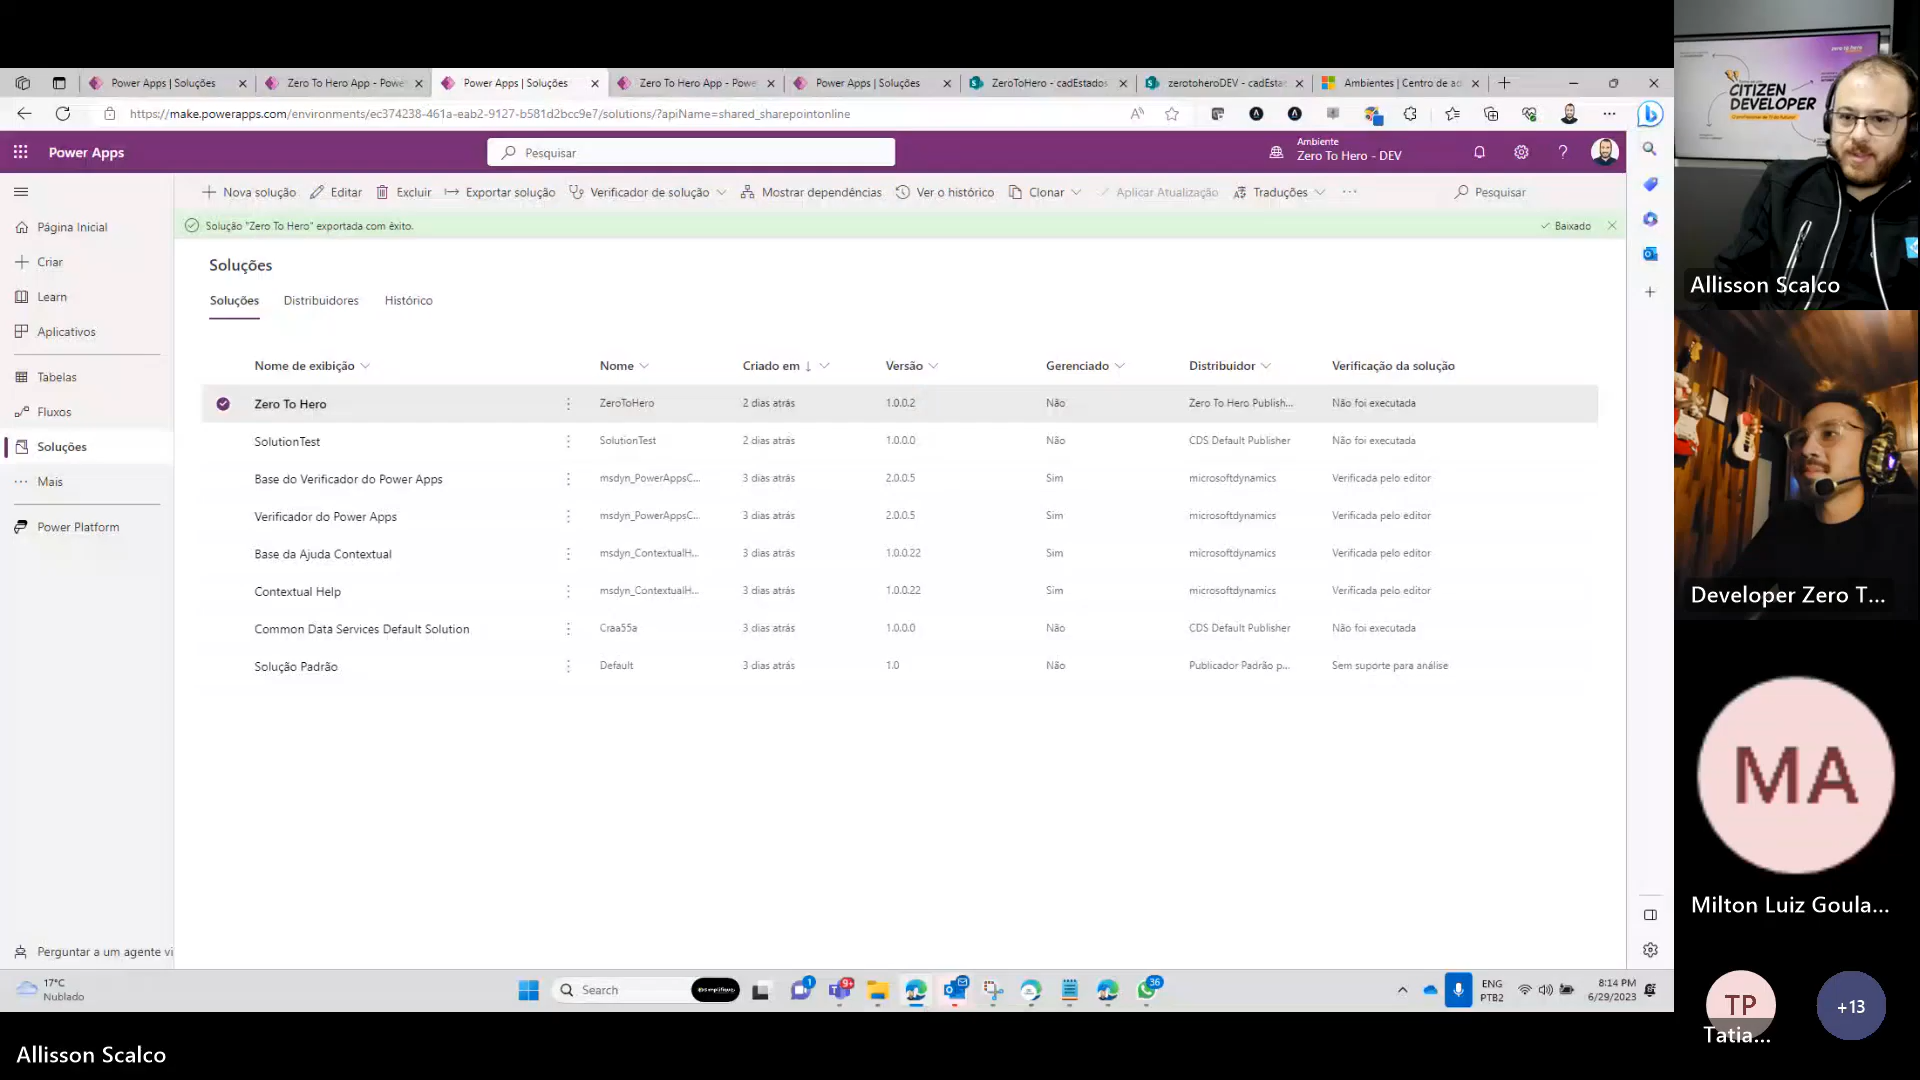 Power Apps | Soluções
Zero To Hero App - Powe
Power Apps | Soluções
Zero To Hero App - Powe
Power Apps | Soluções
ZeroToHero - cadEstados
zerotoheroDEV - cadEsta
Ambientes | Centro de ad
https://make.powerapps.com/environments/ec374238-461a-eab2-9127-b581d2bcc9e7/solutions/?apiName=shared_sharepointonline
Power Apps
Pesquisar
Ambiente
Zero To Hero - DEV
Nova solução
Editar
Excluir
Exportar solução
Verificador de solução
Mostrar dependências
Ver o histórico
Clonar
Aplicar Atualização
Traduções
Pesquisar
Solução "Zero To Hero" exportada com êxito.
Baixado
Página Inicial
Criar
Learn
Aplicativos
Tabelas
Fluxos
Soluções
Mais
Power Platform
Perguntar a um agente vi
Soluções
Soluções Distribuidores Histórico
Nome de exibição Nome Criado em Versão Gerenciado Distribuidor Verificação da solução
Zero To Hero ZeroToHero 2 dias atrás 1.0.0.2 Não Zero To Hero Publish... Não foi executada
SolutionTest SolutionTest 2 dias atrás 1.0.0.0 Não CDS Default Publisher Não foi executada
Base do Verificador do Power Apps msdyn_PowerAppsC... 3 dias atrás 2.0.0.5 Sim microsoftdynamics Verificada pelo editor
Verificador do Power Apps msdyn_PowerAppsC... 3 dias atrás 2.0.0.5 Sim microsoftdynamics Verificada pelo editor
Base da Ajuda Contextual msdyn_ContextualH... 3 dias atrás 1.0.0.22 Sim microsoftdynamics Verificada pelo editor
Contextual Help msdyn_ContextualH... 3 dias atrás 1.0.0.22 Sim microsoftdynamics Verificada pelo editor
Common Data Services Default Solution Craa55a 3 dias atrás 1.0.0.0 Não CDS Default Publisher Não foi executada
Solução Padrão Default 3 dias atrás 1.0 Não Publicador Padrão p... Sem suporte para análise
17°C
Nublado
Search
1
9+
36
ENG
PTB2
8:14 PM
6/29/2023
zero to hero
CITIZEN
DEVELOPER
Allisson Scalco
Developer Zero T...
MA
Milton Luiz Goula...
TP
Tatia...
+13
Allisson Scalco